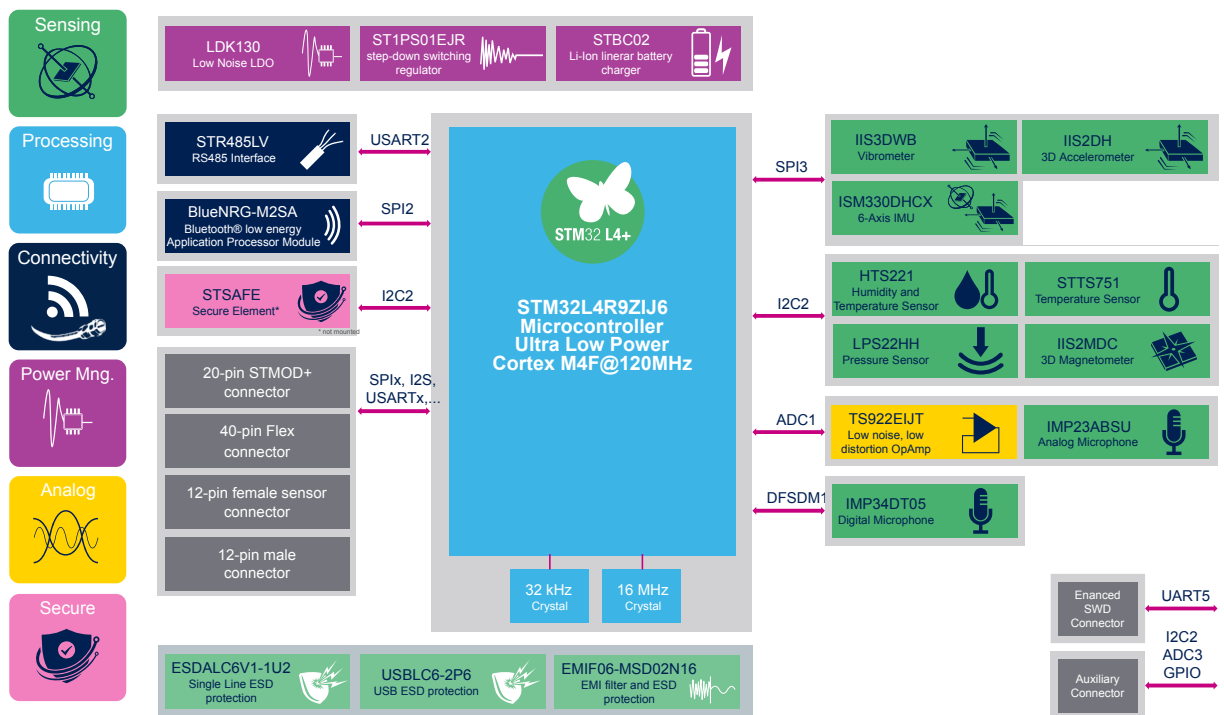 Sensing
Processing
Connectivity
Power Mng.
Analog
Secure
LDK130
Low Noise LDO
ST1PS01EJR
step-down switching
regulator
STBC02
Li-Ion linerar battery
charger
STR485LV
RS485 Interface
USART2
BlueNRG-M2SA
Bluetooth® low energy
Application Processor Module
SPI2
STSAFE
Secure Element*
* not mounted
I2C2
20-pin STMOD+
connector
40-pin Flex
connector
12-pin female sensor
connector
12-pin male
connector
SPIx, I2S,
USARTx,...
STM32 L4+
STM32L4R9ZIJ6
Microcontroller
Ultra Low Power
Cortex M4F@120MHz
32 kHz
Crystal
16 MHz
Crystal
SPI3
IIS3DWB
Vibrometer
IIS2DH
3D Accelerometer
ISM330DHCX
6-Axis IMU
I2C2
HTS221
Humidity and
Temperature Sensor
STTS751
Temperature Sensor
LPS22HH
Pressure Sensor
IIS2MDC
3D Magnetometer
ADC1
TS922EIJT
Low noise, low
distortion OpAmp
IMP23ABSU
Analog Microphone
DFSDM1
IMP34DT05
Digital Microphone
Enanced
SWD
Connector
UART5
Auxiliary
Connector
I2C2
ADC3
GPIO
ESDALC6V1-1U2
Single Line ESD
protection
USBLC6-2P6
USB ESD protection
EMIF06-MSD02N16
EMI filter and ESD
protection